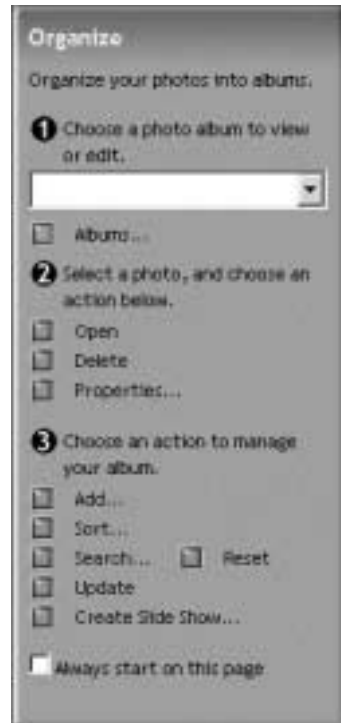 Organize
Organize your photos into albums.
1 Choose a photo album to view
or edit.
Albums...
2 Select a photo, and choose an
action below.
Open
Delete
Properties...
3 Choose an action to manage
your album.
Add...
Sort...
Search... Reset
Update
Create Slide Show...
Always start on this page